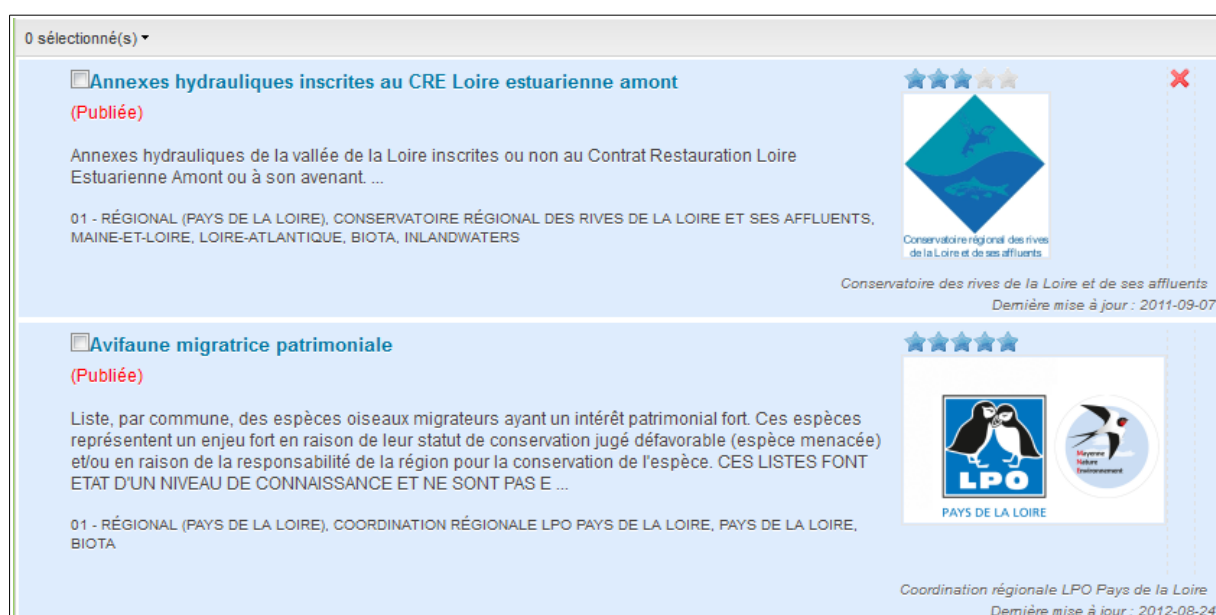 0 sélectionné(s)
Annexes hydrauliques inscrites au CRE Loire estuarienne amont
(Publiée)
Annexes hydrauliques de la vallée de la Loire inscrites ou non au Contrat Restauration Loire
Estuarienne Amont ou à son avenant. ...
01 - RÉGIONAL (PAYS DE LA LOIRE), CONSERVATOIRE RÉGIONAL DES RIVES DE LA LOIRE ET SES AFFLUENTS,
MAINE-ET-LOIRE, LOIRE-ATLANTIQUE, BIOTA, INLANDWATERS
Conservatoire régional des rives
de la Loire et de ses affluents
Conservatoire des rives de la Loire et de ses affluents
Dernière mise à jour : 2011-09-07
Avifaune migratrice patrimoniale
(Publiée)
Liste, par commune, des espèces oiseaux migrateurs ayant un intérêt patrimonial fort. Ces espèces
représentent un enjeu fort en raison de leur statut de conservation jugé défavorable (espèce menacée)
et/ou en raison de la responsabilité de la région pour la conservation de l'espèce. CES LISTES FONT
ETAT D'UN NIVEAU DE CONNAISSANCE ET NE SONT PAS E ...
01 - RÉGIONAL (PAYS DE LA LOIRE), COORDINATION RÉGIONALE LPO PAYS DE LA LOIRE, PAYS DE LA LOIRE,
BIOTA
LPO
PAYS DE LA LOIRE
Mayenne
Nature
Environnement
Coordination régionale LPO Pays de la Loire
Dernière mise à jour : 2012-08-24